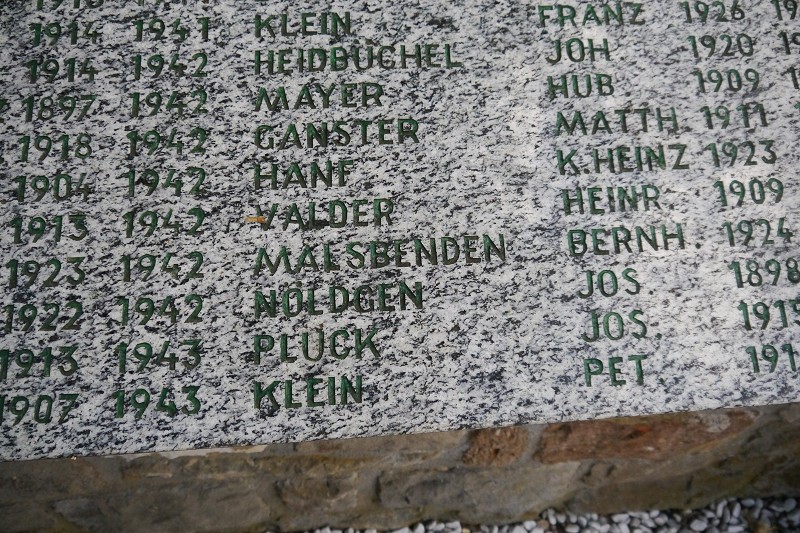 1914 1941 KLEIN FRANZ 1926
1914 1942 HEIDBÜCHEL JOH 1920
1897 1942 MAYER HUB 1909
1918 1942 GANSTER MATTH. 1911
1904 1942 HANF K.HEINZ 1923
1913 1942 VALDER HEINR. 1909
1923 1942 MALSBENDEN BERNH. 1924
1922 1942 NÖLDGEN JOS 1898
1913 1943 PLÜCK JOS
1907 1943 KLEIN PET.